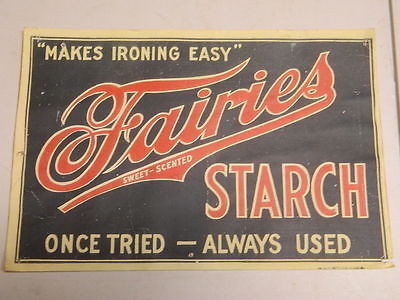 "MAKES IRONING EASY"
Fairies
SWEET-SCENTED
STARCH
ONCE TRIED — ALWAYS USED